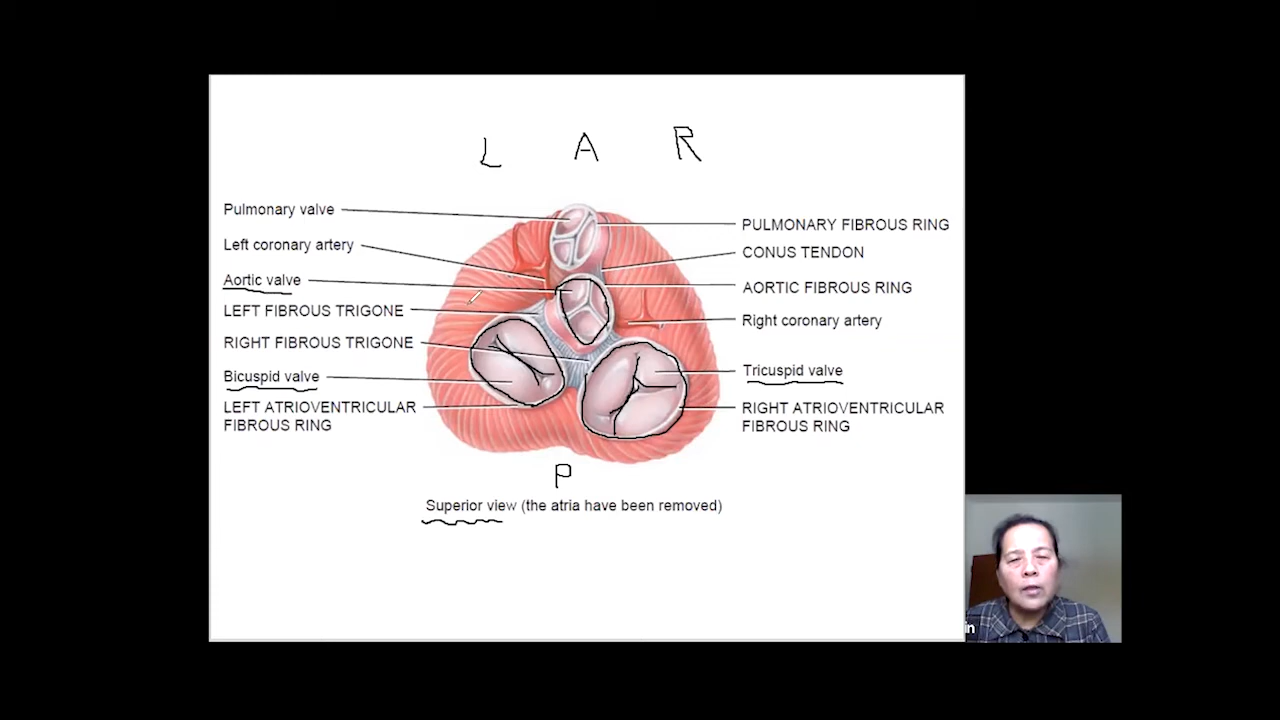 L A R
Pulmonary valve
Left coronary artery
Aortic valve
LEFT FIBROUS TRIGONE
RIGHT FIBROUS TRIGONE
Bicuspid valve
LEFT ATRIOVENTRICULAR
FIBROUS RING
PULMONARY FIBROUS RING
CONUS TENDON
AORTIC FIBROUS RING
Right coronary artery
Tricuspid valve
RIGHT ATRIOVENTRICULAR
FIBROUS RING
P
Superior view (the atria have been removed)
in